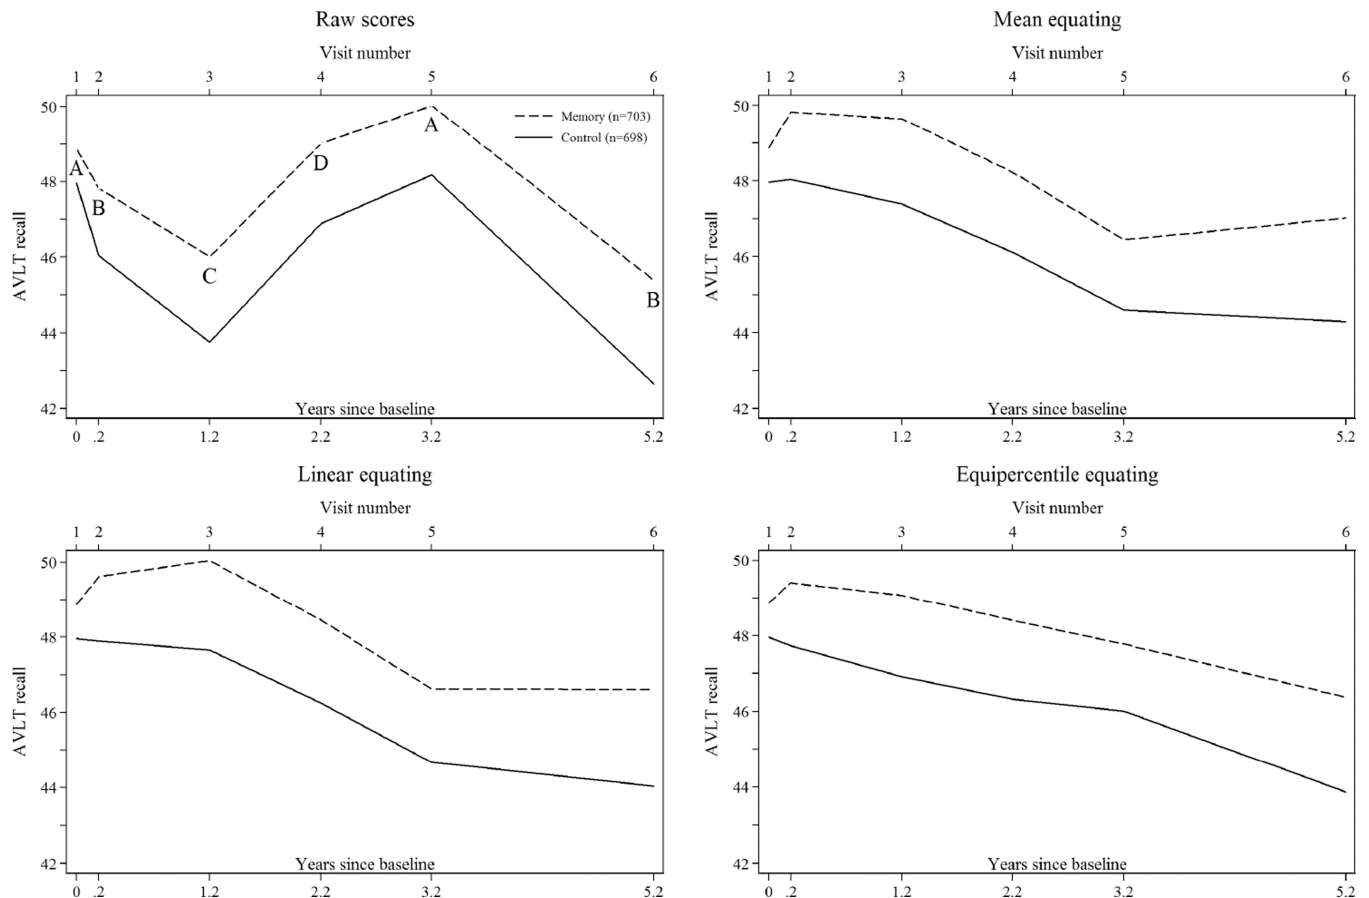 Raw scores
Visit number
1 2 3 4 5 6
50
48
46
44
42
AVLT recall
Memory (n=703)
Control (n=698)
A
B
C
D
A
B
Years since baseline
0 .2 1.2 2.2 3.2 5.2
Mean equating
Visit number
1 2 3 4 5 6
50
48
46
44
42
AVLT recall
Years since baseline
0 .2 1.2 2.2 3.2 5.2
Linear equating
Visit number
1 2 3 4 5 6
50
48
46
44
42
AVLT recall
Years since baseline
0 .2 1.2 2.2 3.2 5.2
Equipercentile equating
Visit number
1 2 3 4 5 6
50
48
46
44
42
AVLT recall
Years since baseline
0 .2 1.2 2.2 3.2 5.2